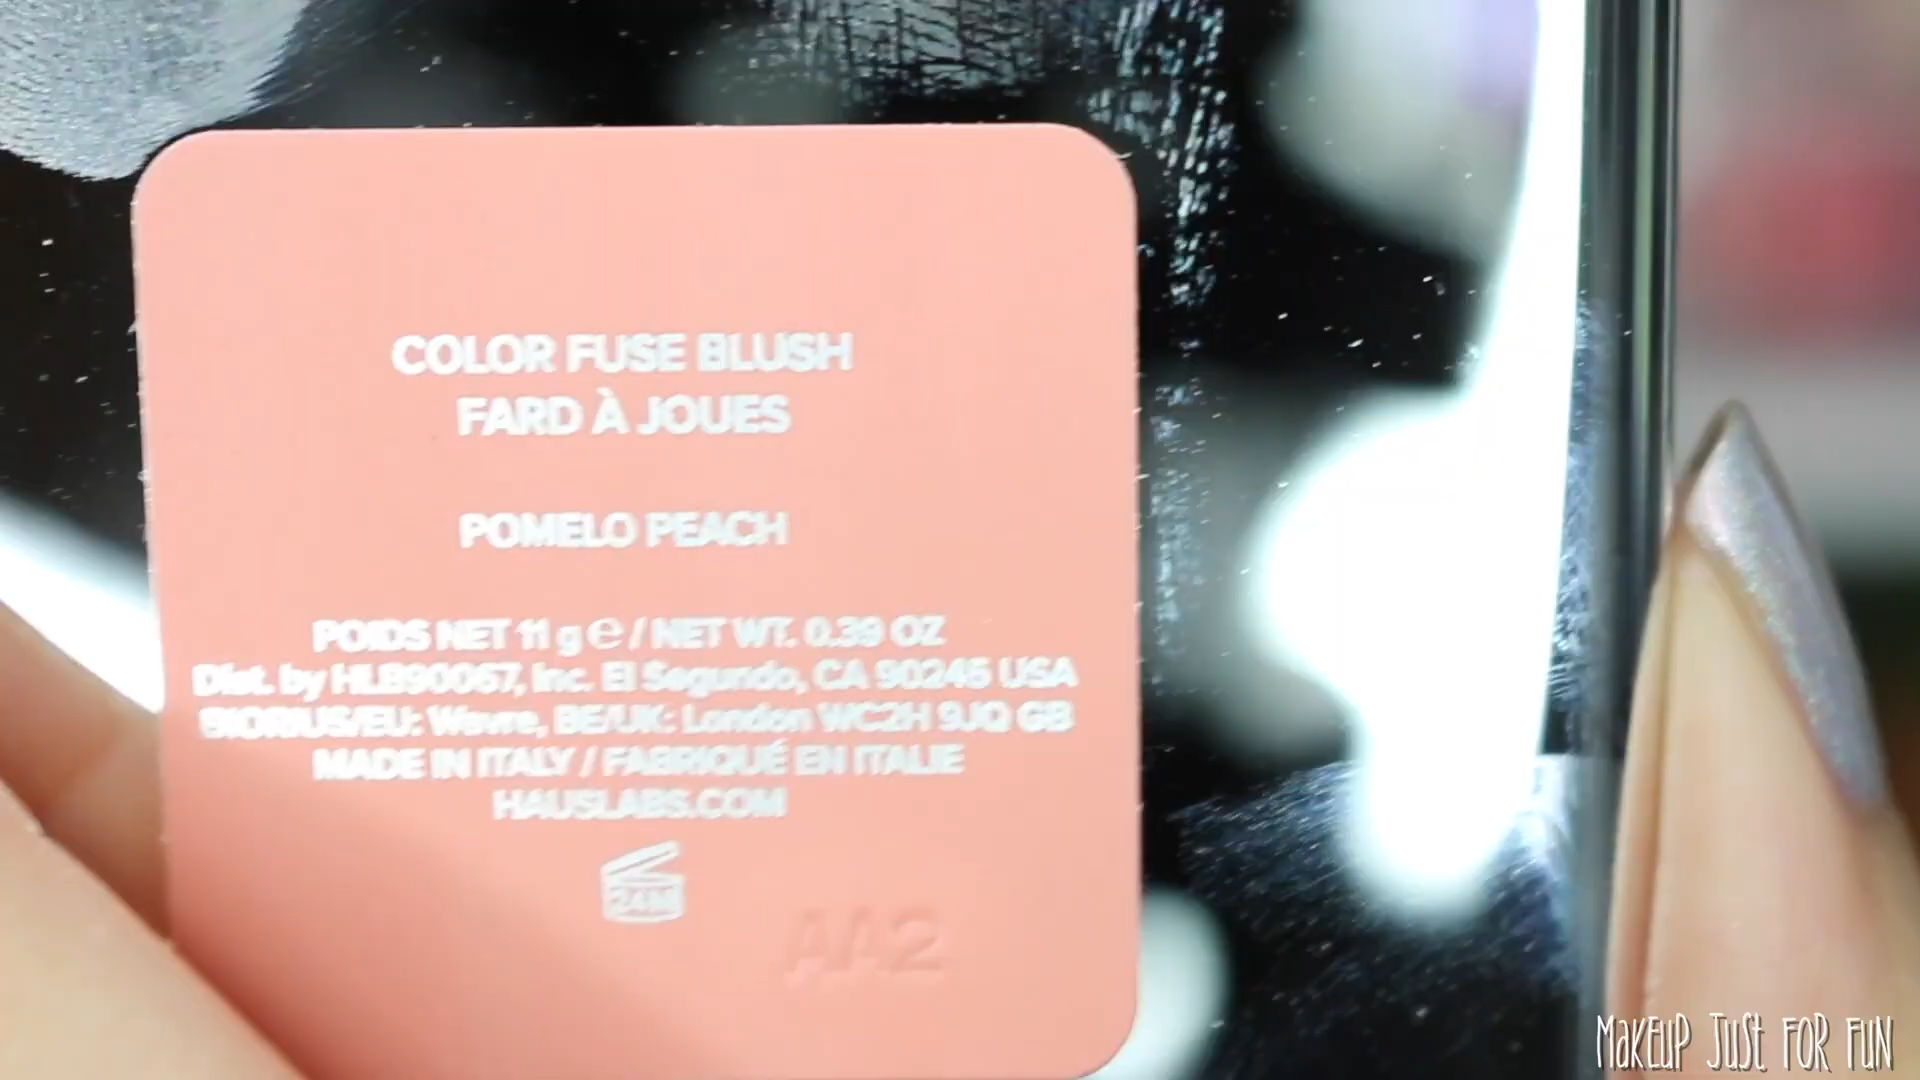 COLOR FUSE BLUSH
FARD À JOUES
POMELO PEACH
POIDS NET 11 g ℮ / NET WT. 0.39 OZ
Dist. by HLB90067, Inc. El Segundo, CA 90245 USA
BIORIUS/EU: Wavre, BE/UK: London WC2H 9JQ GB
MADE IN ITALY / FABRIQUÉ EN ITALIE
HAUSLABS.COM
24M
AA2
MAKEUP JUST FOR FUN